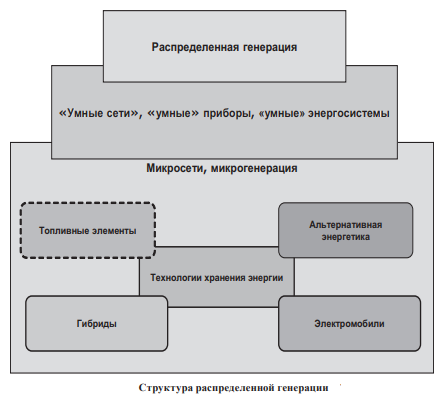 Распределенная генерация
«Умные сети», «умные» приборы, «умные» энергосистемы
Микросети, микрогенерация
Топливные элементы
Альтернативная
энергетика
Технологии хранения энергии
Гибриды
Электромобили
Структура распределенной генерации